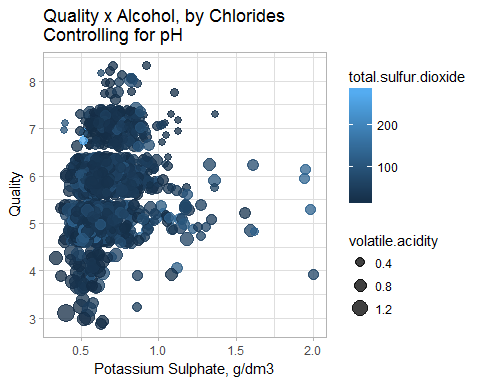 Quality x Alcohol, by Chlorides
Controlling for pH
total.sulfur.dioxide
200
100
volatile.acidity
0.4
0.8
1.2
Quality
8
7
6
5
4
3
0.5
1.0
1.5
2.0
Potassium Sulphate, g/dm3